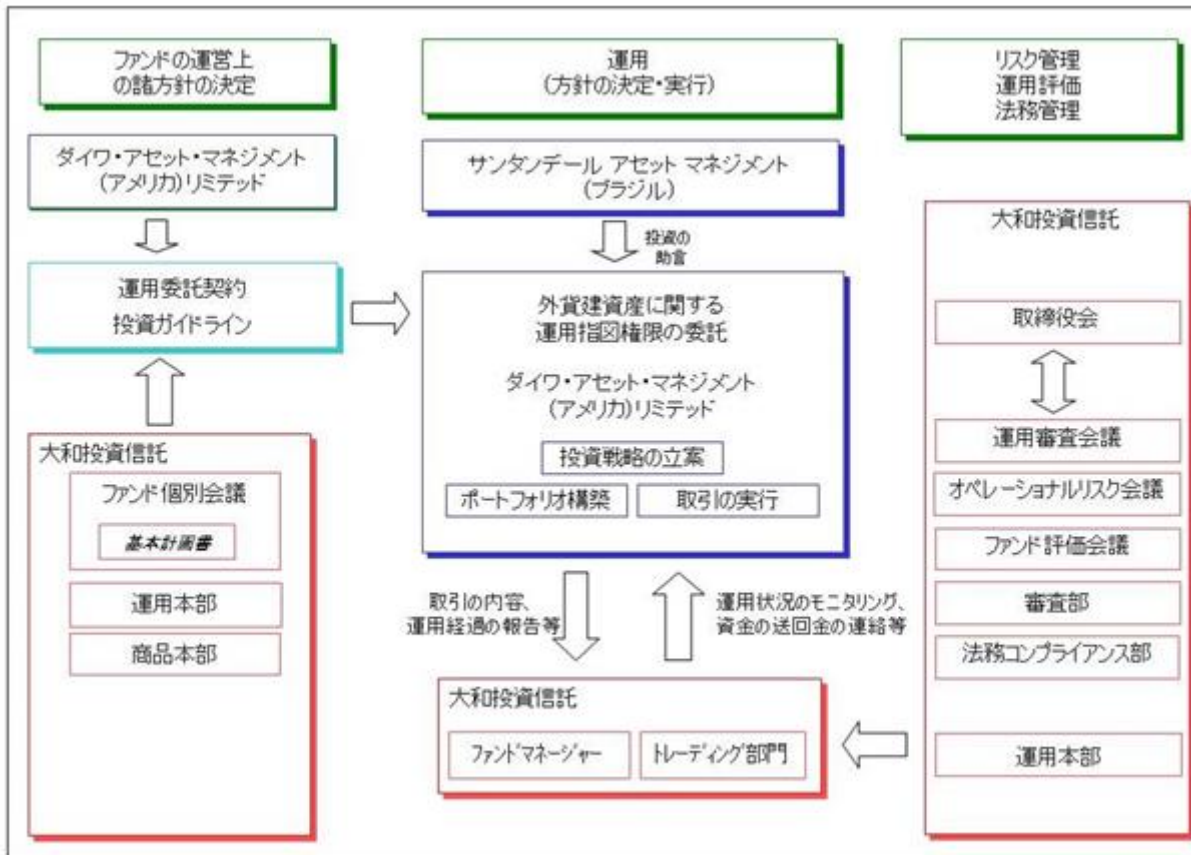 ファンドの運営上
の諸方針の決定
ダイワ・アセット・マネジメント
(アメリカ)リミテッド
運用委託契約
投資ガイドライン
大和投資信託
ファンド個別会議
基本計画書
運用本部
商品本部
運用
(方針の決定・実行)
サンタンデール アセット マネジメント
(ブラジル)
投資の
助言
外貨建資産に関する
運用指図権限の委託
ダイワ・アセット・マネジメント
(アメリカ)リミテッド
投資戦略の立案
ポートフォリオ構築
取引の実行
取引の内容、
運用経過の報告等
運用状況のモニタリング、
資金の送回金の連絡等
大和投資信託
ファンドマネージャー
トレーディング部門
リスク管理
運用評価
法務管理
大和投資信託
取締役会
運用審査会議
オペレーショナルリスク会議
ファンド評価会議
審査部
法務コンプライアンス部
運用本部